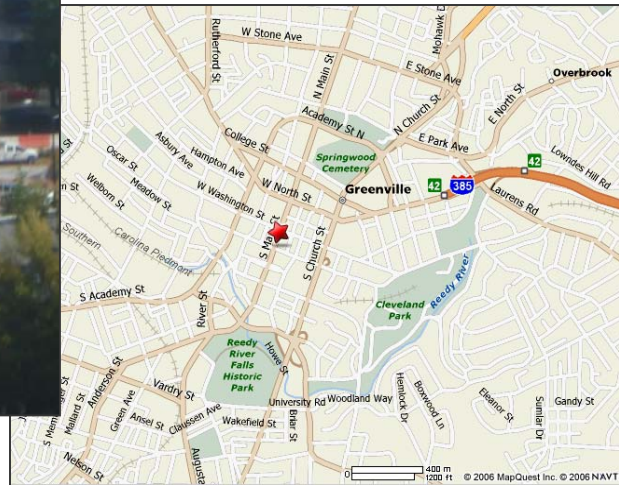 Rutherford St
W Stone Ave
N Main St
Mohawk D
E Stone Ave
Overbrook
E North St
Academy St N
N Church St
College St
E Park Ave
Asbury Ave
Oscar St
Hampton Ave
Springwood
Cemetery
42
42
Lowndes Hill Rd
W North St
Greenville
385
Laurens Rd
Welborn St
Meadow St
W Washington St
S Ma
St
S Church St
Southern
Carolina Piedmont
Reedy River
S Academy St
River St
Cleveland
Park
Reedy
River
Falls
Historic
Park
Howe St
Anderson St
Vardry St
University Rd
Woodland Way
Hemlock Dr
Boxwood Ln
Eleanor St
Gandy St
Sumlar Dr
Mallard St
Green Ave
Ansel St
Claussen Ave
Wakefield St
Briar St
S Mem
St
Nelson St
Augusta
0
400 m
1200 ft
© 2006 MapQuest Inc. © 2006 NAVT